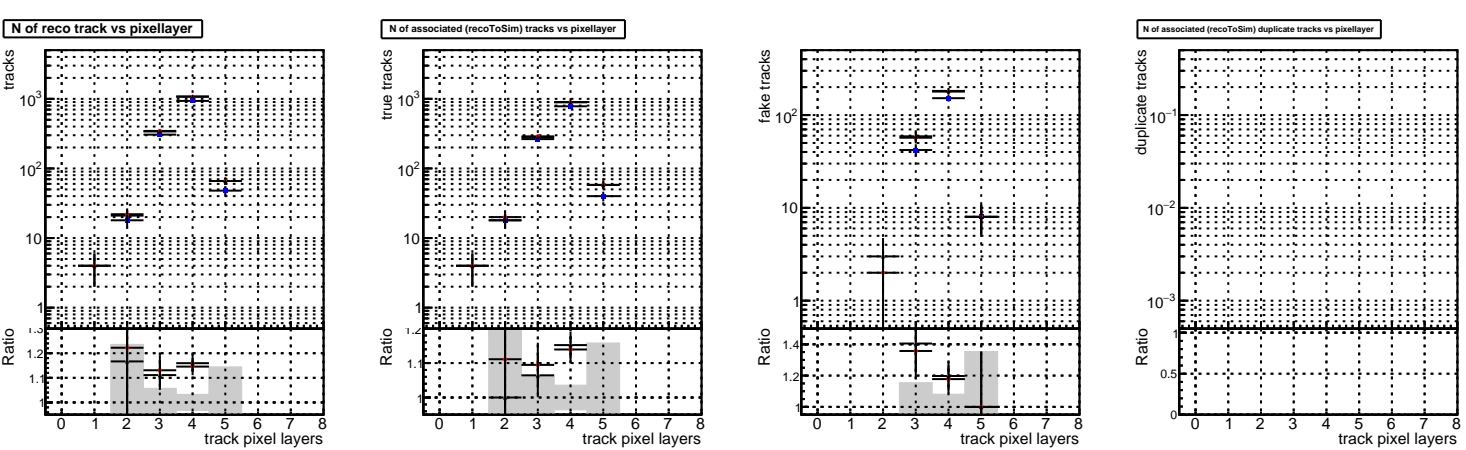 N of reco track vs pixellayer
tracks
10³
10²
10
1
Ratio
1.3
1.2
1.1
1
0 1 2 3 4 5 6 7 8
track pixel layers
N of associated (recoToSim) tracks vs pixellayer
true tracks
10³
10²
10
1
Ratio
1.2
1.1
1
0 1 2 3 4 5 6 7 8
track pixel layers
fake tracks
10²
10
1
Ratio
1.4
1.2
1
0 1 2 3 4 5 6 7 8
track pixel layers
N of associated (recoToSim) duplicate tracks vs pixellayer
duplicate tracks
10⁻¹
10⁻²
10⁻³
Ratio
1
0.5
0
0 1 2 3 4 5 6 7 8
track pixel layers